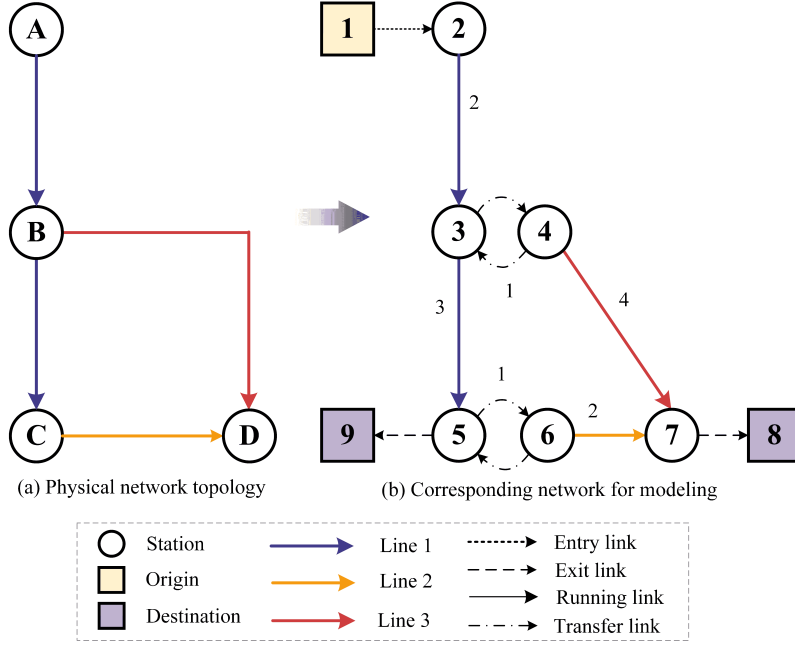 A
1
2
2
B
3
4
1
3
4
1
2
C
D
9
5
6
7
8
(a) Physical network topology
(b) Corresponding network for modeling
Station
Line 1
Entry link
Origin
Line 2
Exit link
Running link
Destination
Line 3
Transfer link